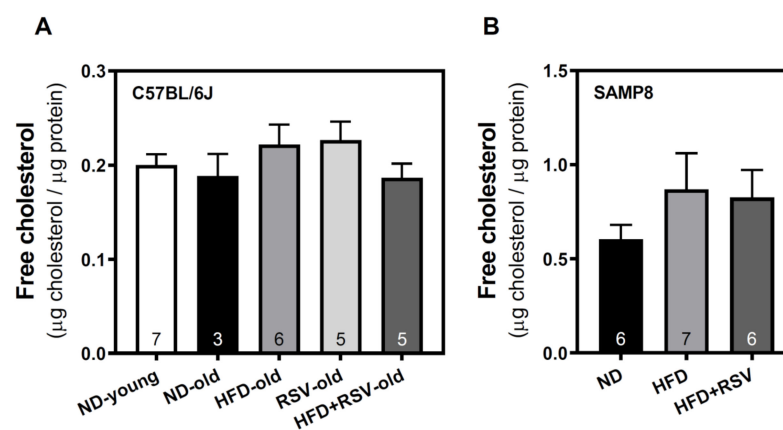 A
C57BL/6J
Free cholesterol
(µg cholesterol / µg protein)
0.3
0.2
0.1
0.0
7
3
6
5
5
ND-young
ND-old
HFD-old
RSV-old
HFD+RSV-old
B
SAMP8
Free cholesterol
(µg cholesterol / µg protein)
1.5
1.0
0.5
0.0
6
7
6
ND
HFD
HFD+RSV